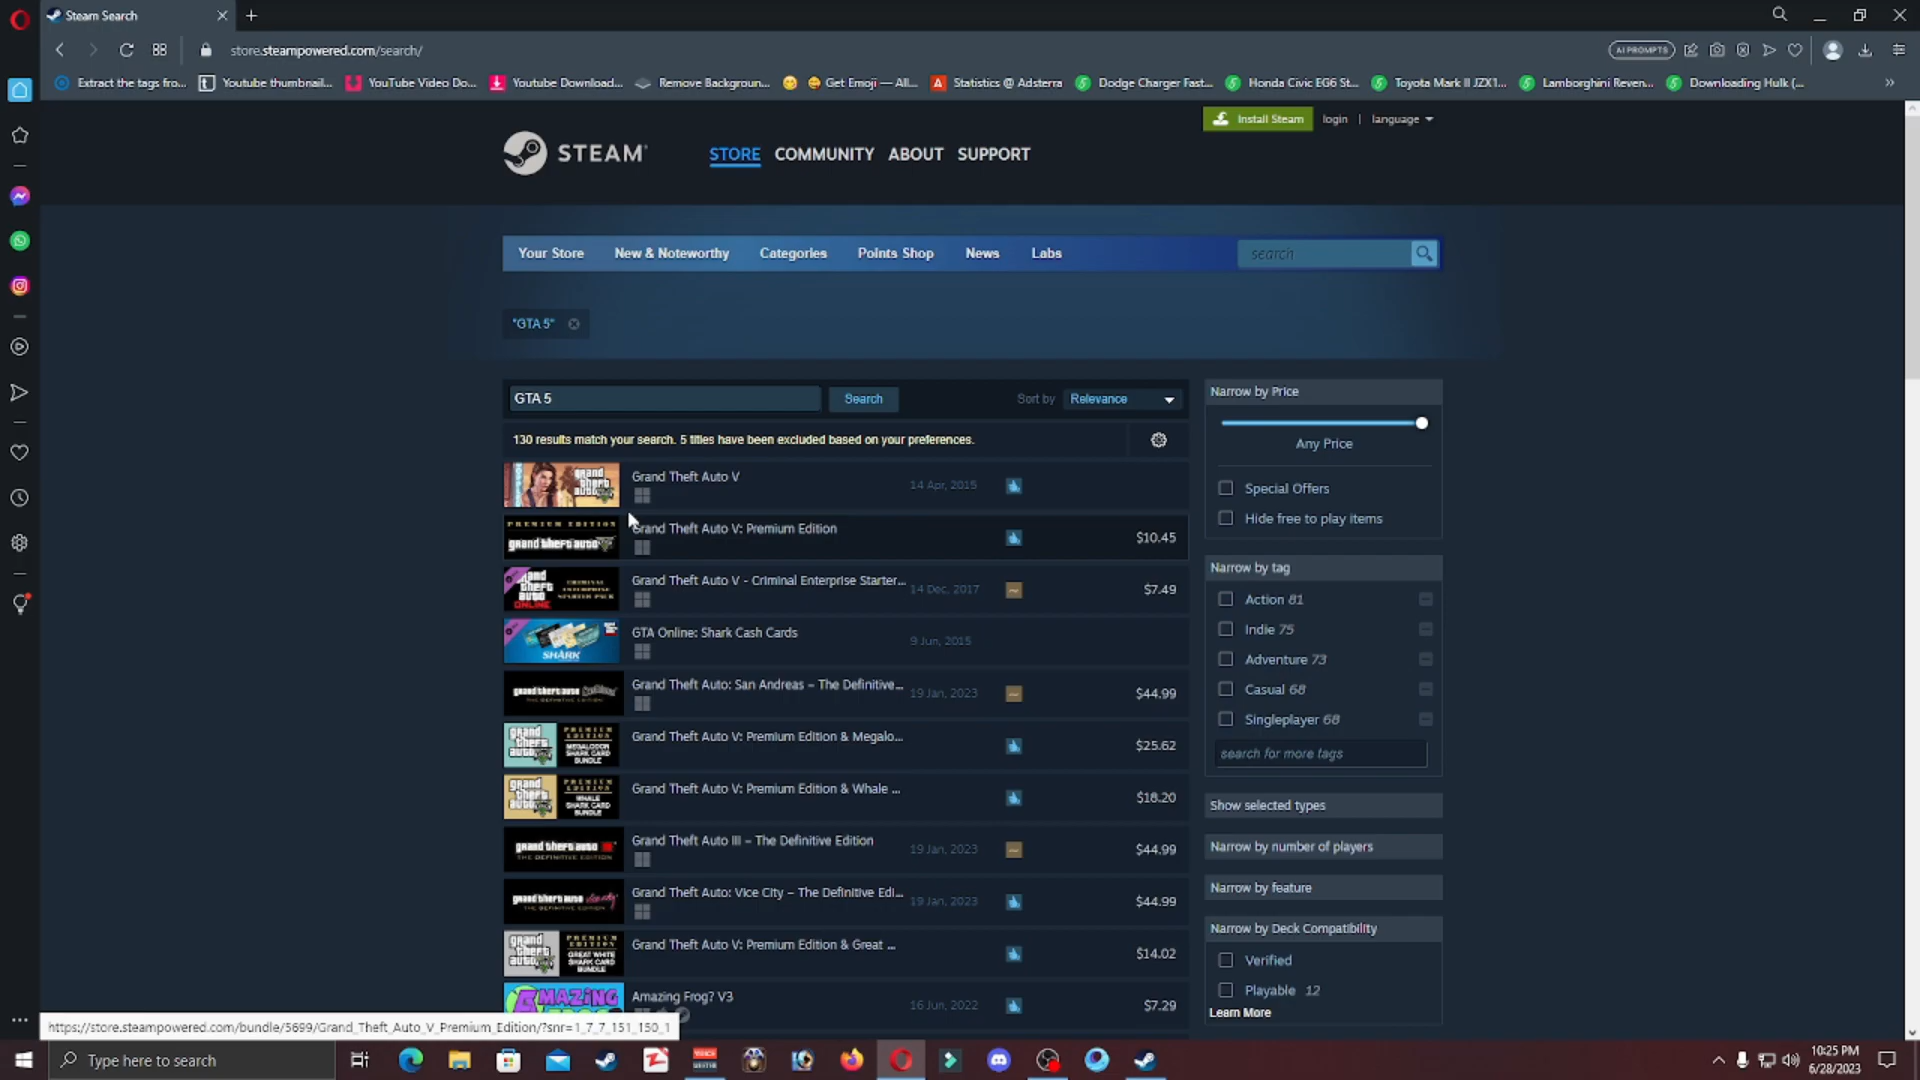 Steam Search
store.steampowered.com/search/
AI PROMPTS
Extract the tags fro...
Youtube thumbnail...
YouTube Video Do...
Youtube Download...
Remove Backgroun...
Get Emoji — All...
Statistics @ Adsterra
Dodge Charger Fast...
Honda Civic EG6 St...
Toyota Mark II JZX1...
Lamborghini Reven...
Downloading Hulk (...
Install Steam
login
language
STEAM
STORE
COMMUNITY
ABOUT
SUPPORT
Your Store
New & Noteworthy
Categories
Points Shop
News
Labs
search
"GTA 5"
GTA 5
Search
Sort by
Relevance
130 results match your search. 5 titles have been excluded based on your preferences.
Grand Theft Auto V
14 Apr, 2015
Grand Theft Auto V: Premium Edition
$10.45
Grand Theft Auto V - Criminal Enterprise Starter...
14 Dec, 2017
$7.49
GTA Online: Shark Cash Cards
9 Jun, 2015
Grand Theft Auto: San Andreas – The Definitive...
19 Jan, 2023
$44.99
Grand Theft Auto V: Premium Edition & Megalo...
$25.62
Grand Theft Auto V: Premium Edition & Whale ...
$18.20
Grand Theft Auto III – The Definitive Edition
19 Jan, 2023
$44.99
Grand Theft Auto: Vice City – The Definitive Edi...
19 Jan, 2023
$44.99
Grand Theft Auto V: Premium Edition & Great ...
$14.02
Amazing Frog? V3
16 Jun, 2022
$7.29
Narrow by Price
Any Price
Special Offers
Hide free to play items
Narrow by tag
Action 81
Indie 75
Adventure 73
Casual 68
Singleplayer 68
search for more tags
Show selected types
Narrow by number of players
Narrow by feature
Narrow by Deck Compatibility
Verified
Playable 12
Learn More
https://store.steampowered.com/bundle/5699/Grand_Theft_Auto_V_Premium_Edition/?snr=1_7_7_151_150_1
Type here to search
10:25 PM
6/28/2023